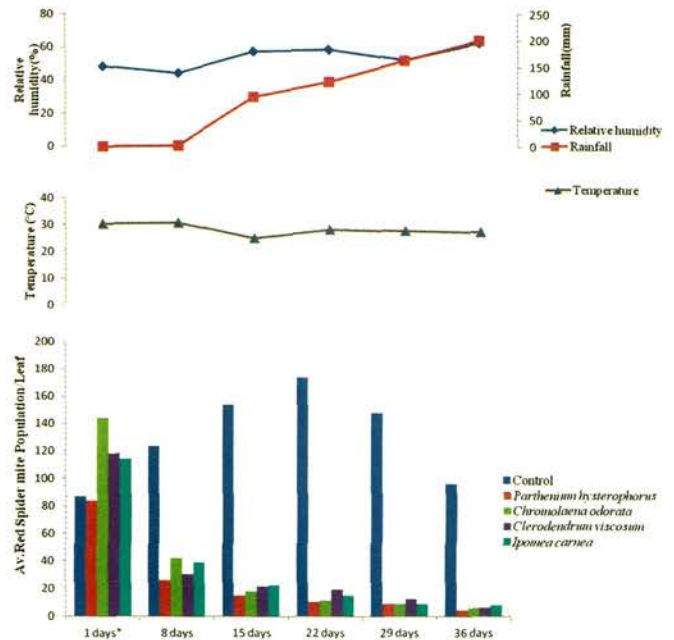 80
60
40
20
0
Relative
humidity(%)
250
200
150
100
50
0
Rainfall(mm)
Relative humidity
Rainfall
Temperature
40
30
20
10
0
Temperature (°C)
200
180
160
140
120
100
80
60
40
20
0
Av.Red Spider mite Population/Leaf
Control
Parthenium hysterophorus
Chromolaena odorata
Clerodendrum viscosum
Ipomea carnea
1 days*
8 days
15 days
22 days
29 days
36 days